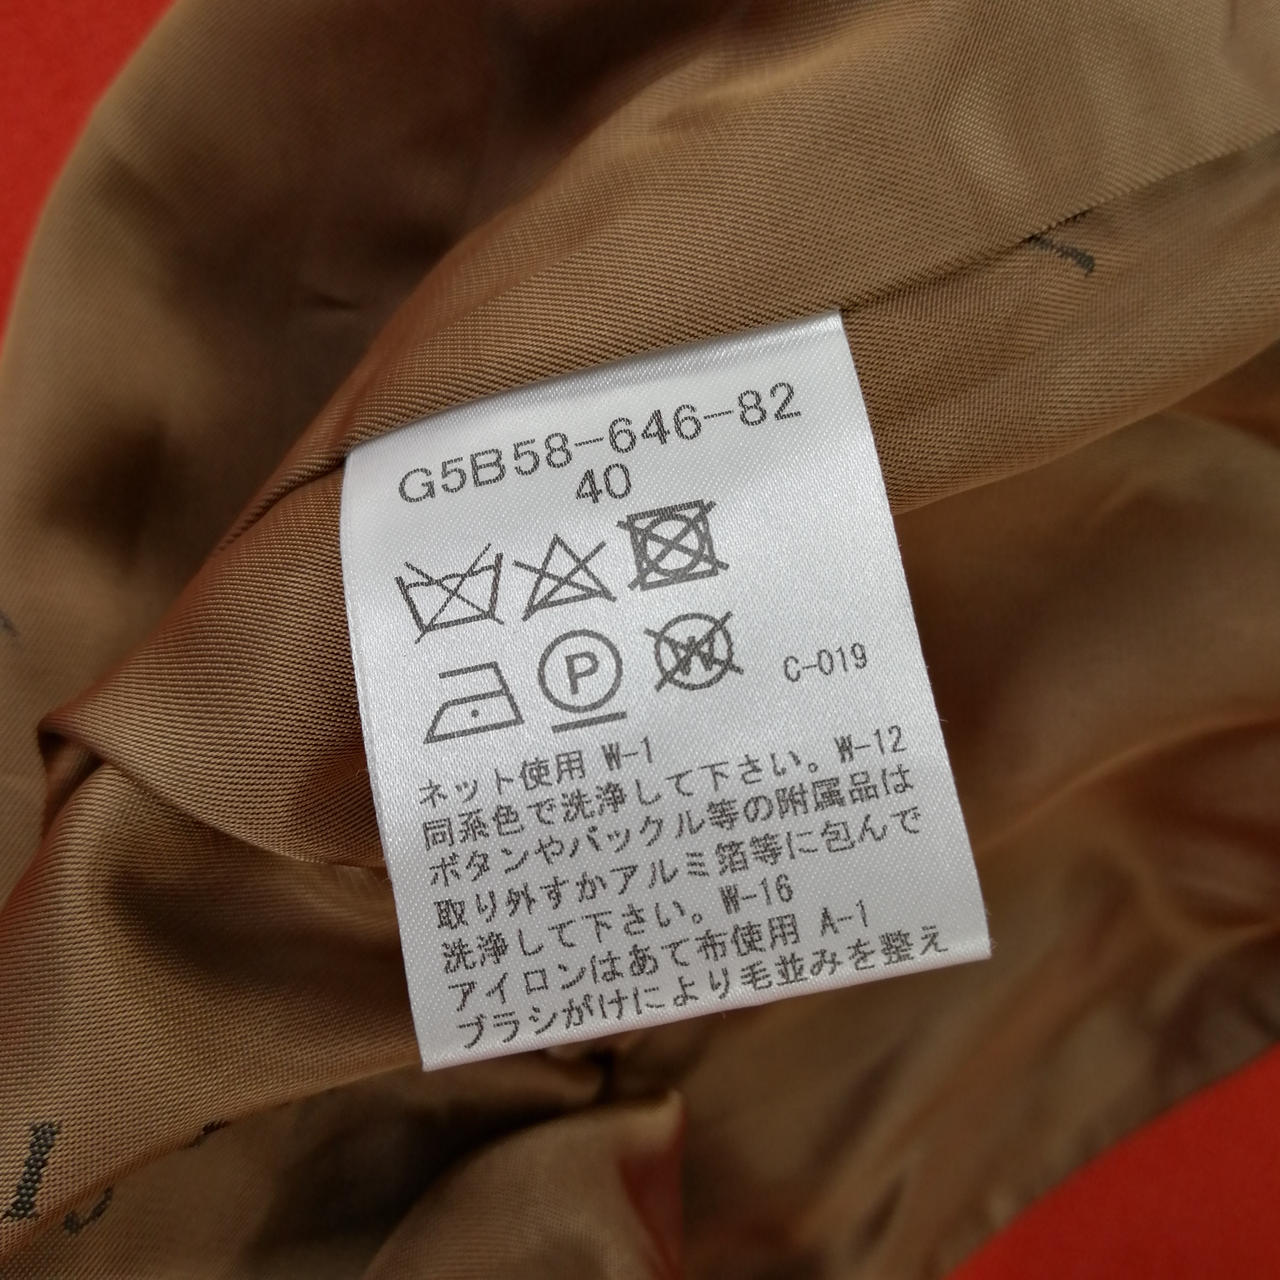 G5B58-646-82
40
P
W
C-019
ネット使用 W-1
同系色で洗浄して下さい。W-12
ボタンやバックル等の附属品は
取り外すかアルミ箔等に包んで
洗浄して下さい。W-16
アイロンはあて布使用 A-1
ブラシがけにより毛並みを整え